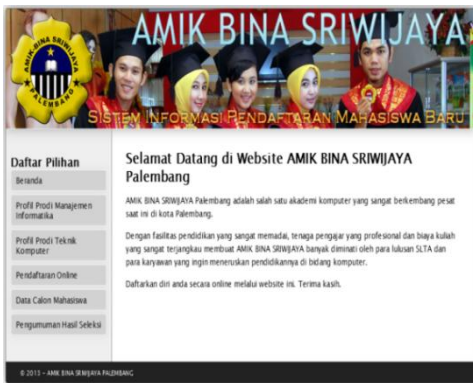 AMIK BINA SRIWIJAYA
AMIK-BINA SRIWIJAYA
PALEMBANG
SISTEM INFORMASI PENDAFTARAN MAHASISWA BARU
Daftar Pilihan
Beranda
Profil Prodi Manajemen
Informatika
Profil Prodi Teknik
Komputer
Pendaftaran Online
Data Calon Mahasiswa
Pengumuman Hasil Seleksi
Selamat Datang di Website AMIK BINA SRIWIJAYA
Palembang
AMIK BINA SRIWIJAYA Palembang adalah salah satu akademi komputer yang sangat berkembang pesat
saat ini di kota Palembang.
Dengan fasilitas pendidikan yang sangat memadai, tenaga pengajar yang profesional dan biaya kuliah
yang sangat terjangkau membuat AMIK BINA SRIWIJAYA banyak diminati oleh para lulusan SLTA dan
para karyawan yang ingin meneruskan pendidikannya di bidang komputer.
Daftarkan diri anda secara online melalui website ini. Terima kasih.
© 2013 - AMIK BINA SRIWIJAYA PALEMBANG